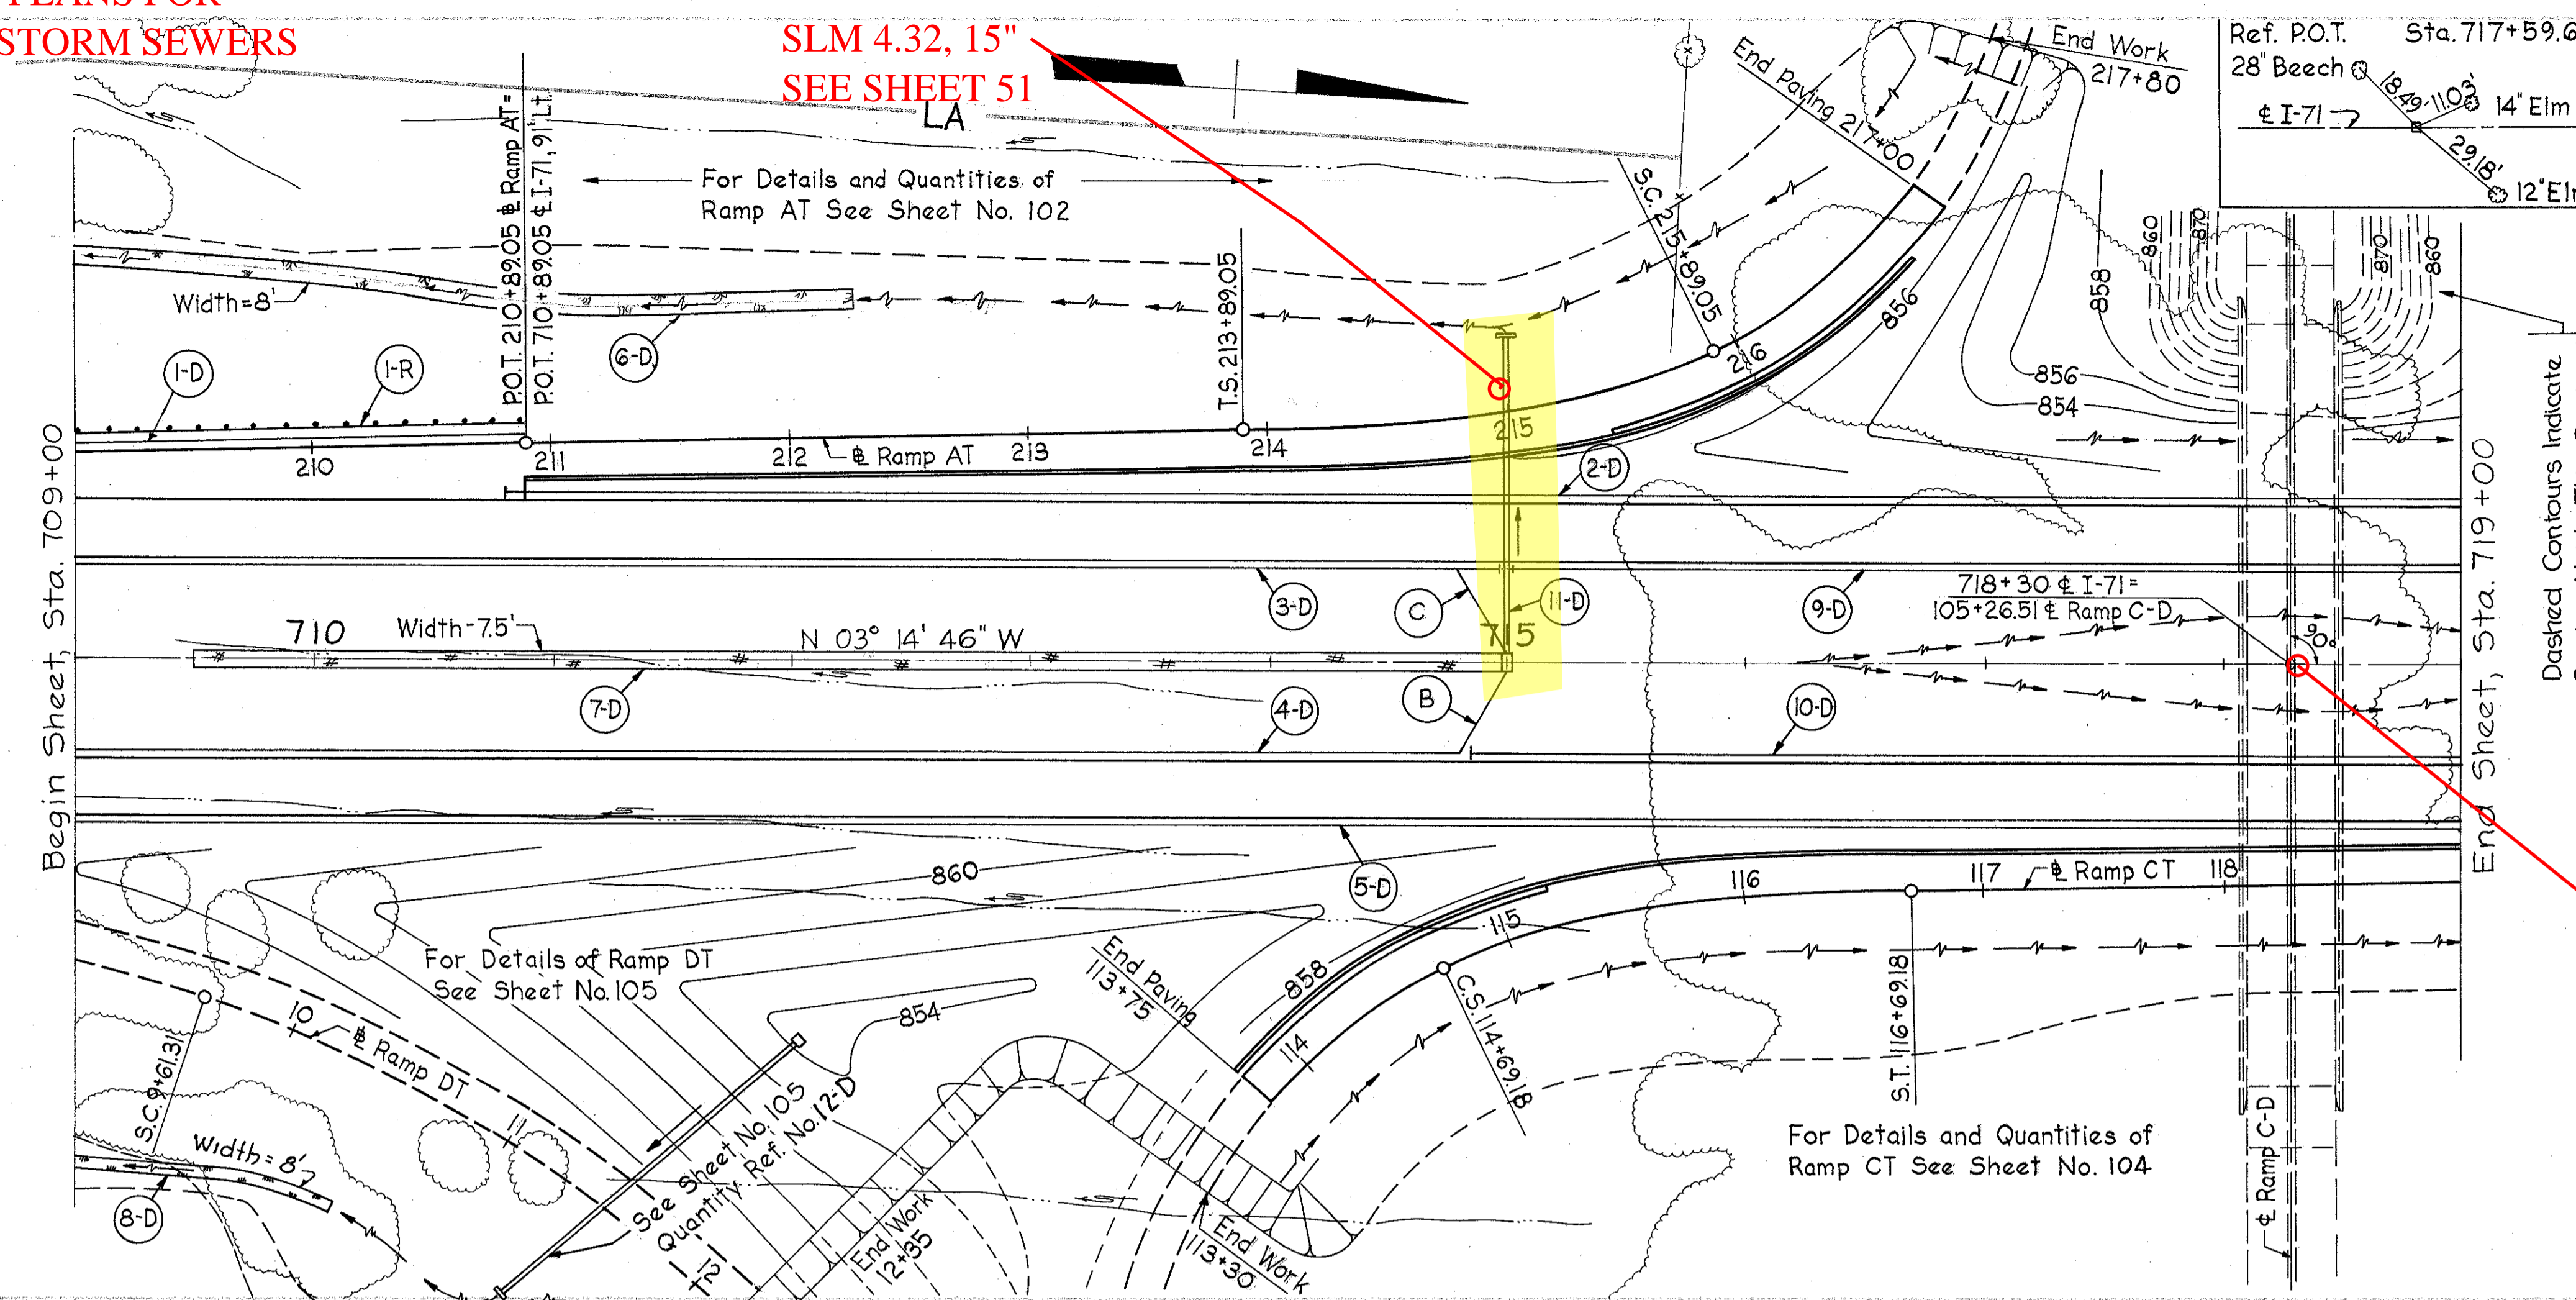 STORM SEWERS
SLM 4.32, 15"
SEE SHEET 51
LA
End Work
217+80
End Paving 217+00
Ref. P.O.T. Sta. 717+59.6
28" Beech
18.49'
11.03'
14" Elm
℄ I-71
29.18'
For Details and Quantities of
Ramp AT See Sheet No. 102
P.O.T. 210+89.05 ⅊ Ramp AT=
P.O.T. 710+89.05 ℄ I-71, 91' Lt.
T.S. 213+89.05
S.C. 215+89.05
Width=8'
1-D
1-R
6-D
860
870
870
860
858
856
856
854
210
211
212
⅊ Ramp AT
213
214
215
216
2-D
Begin Sheet, Sta. 709+00
End Sheet, Sta. 719+00
Dashed Contours Indicate
3-D
C
11-D
9-D
718+30 ℄ I-71=
105+26.51 ℄ Ramp C-D
90°
710
Width-7.5'
N 03° 14' 46" W
7-D
4-D
B
10-D
860
5-D
116
117
⅊ Ramp CT
118
115
114
858
End Paving
113+75
C.S. 114+69.18
S.T. 116+69.18
For Details of Ramp DT
See Sheet No. 105
854
S.C. 9+61.31
10
⅊ Ramp DT
11
12
Width=8'
8-D
See Sheet No. 105
Quantity Ref. No. 12-D
End Work
12+35
End Work
113+30
For Details and Quantities of
Ramp CT See Sheet No. 104
℄ Ramp C-D